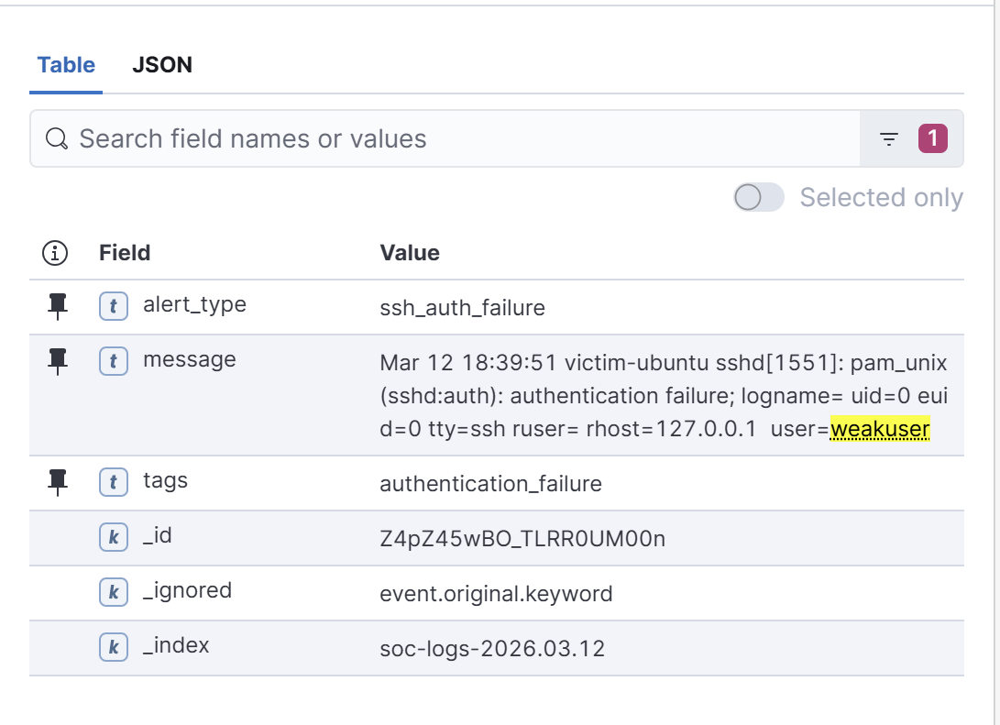 Table JSON
Search field names or values 1
Selected only
Field Value
t alert_type ssh_auth_failure
t message Mar 12 18:39:51 victim-ubuntu sshd[1551]: pam_unix
(sshd:auth): authentication failure; logname= uid=0 eui
d=0 tty=ssh ruser= rhost=127.0.0.1  user=weakuser
t tags authentication_failure
k _id Z4pZ45wBO_TLRR0UM00n
k _ignored event.original.keyword
k _index soc-logs-2026.03.12